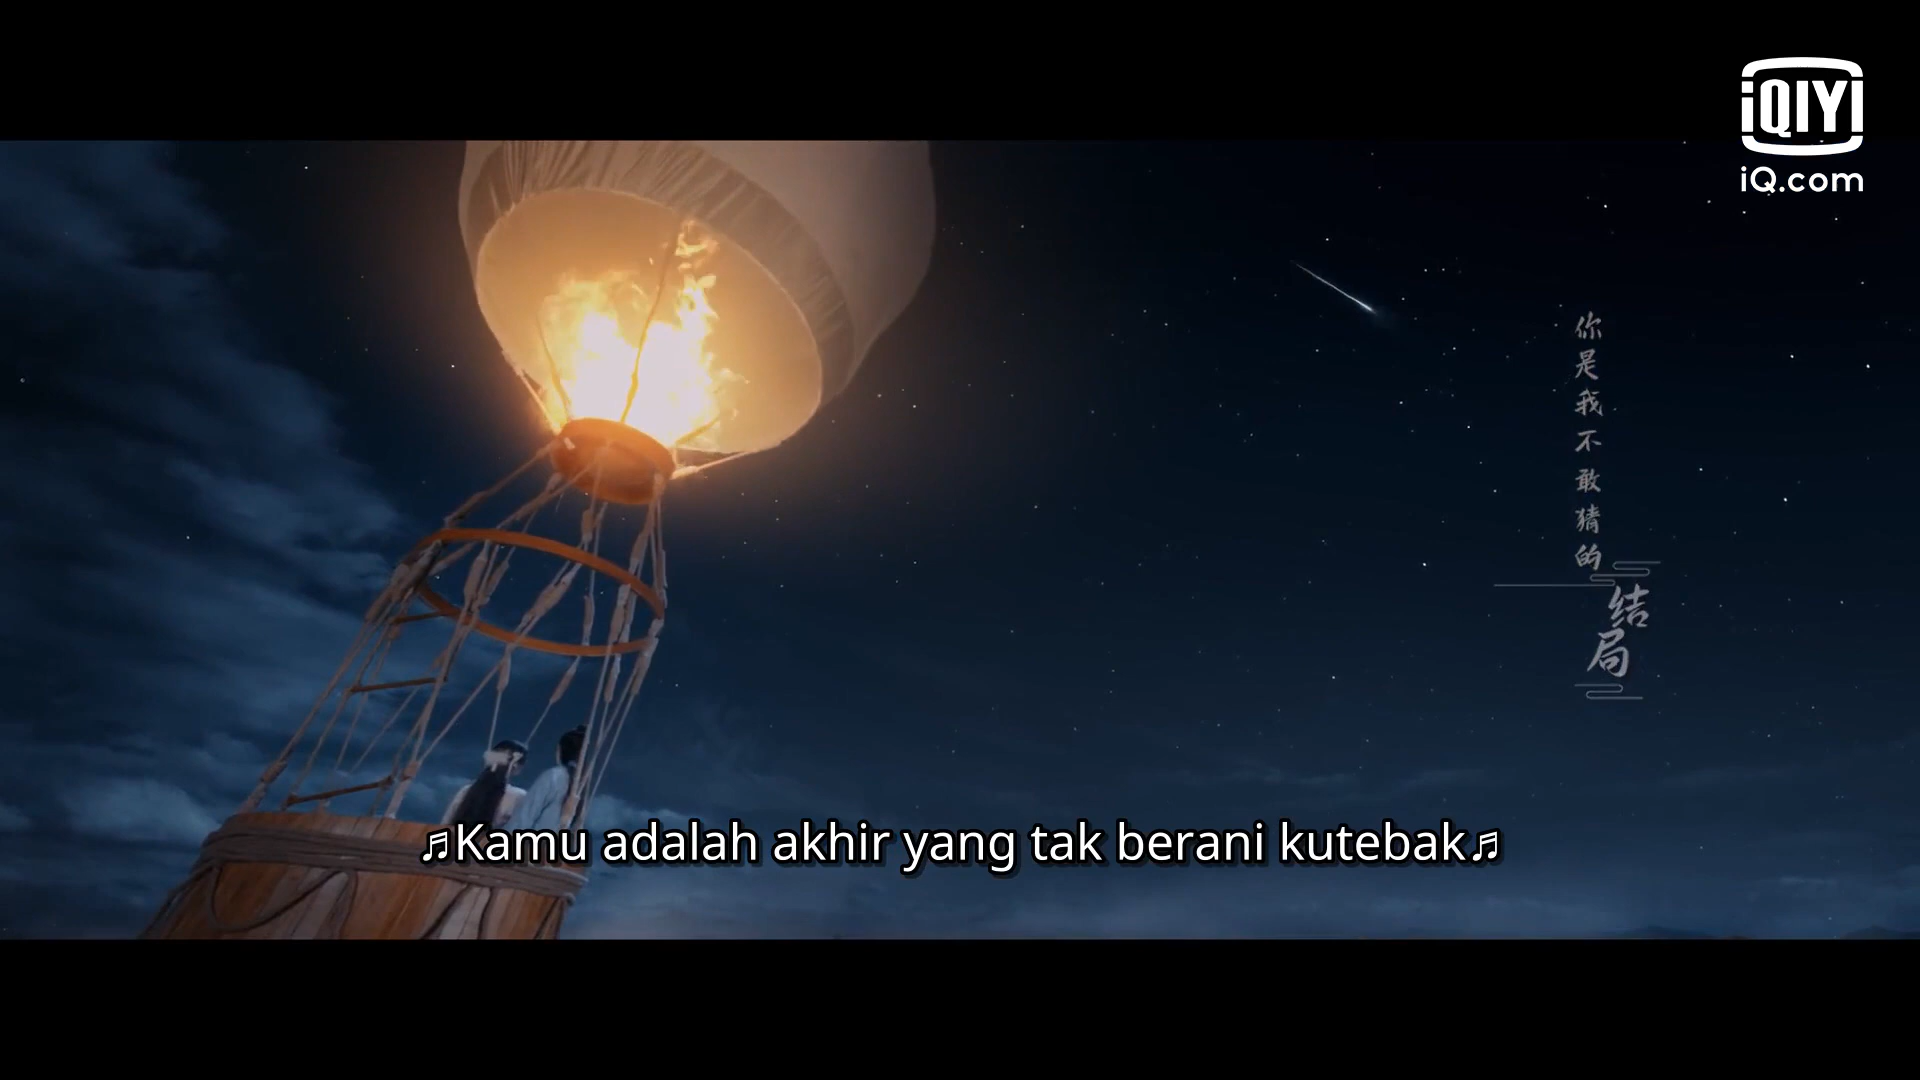 iQIYI
iQ.com
你是我不敢猜的
结局
♬Kamu adalah akhir yang tak berani kutebak♬